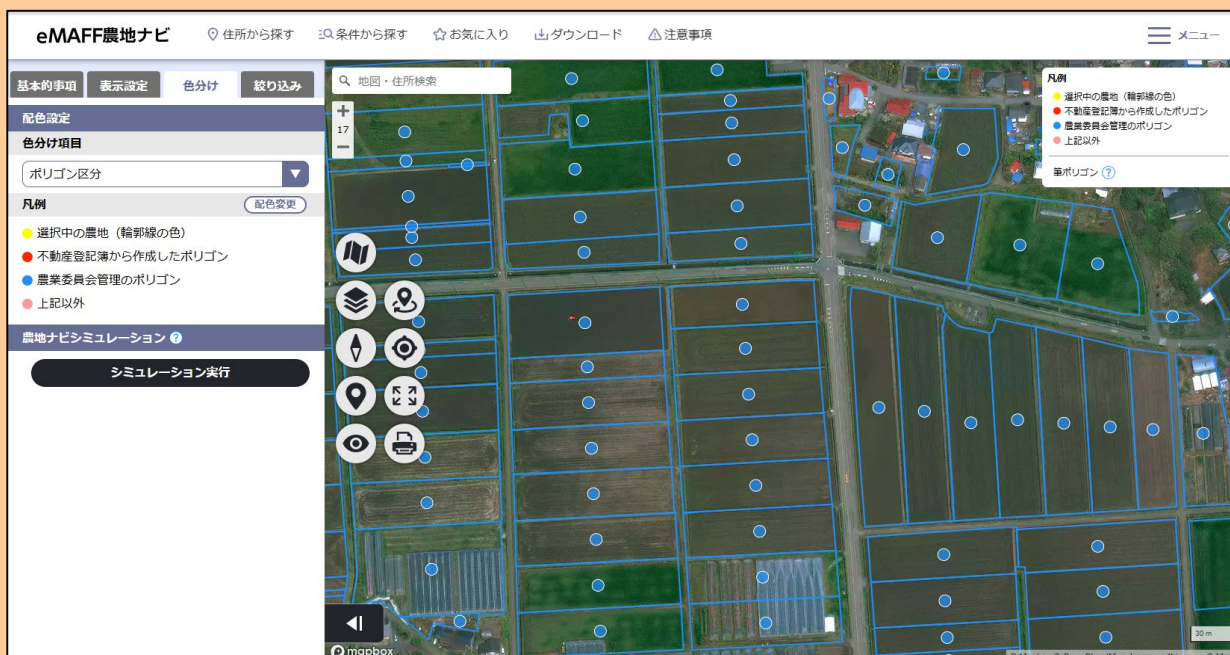 eMAFF農地ナビ
住所から探す
条件から探す
お気に入り
ダウンロード
注意事項
メニュー
基本的事項
表示設定
色分け
絞り込み
配色設定
色分け項目
ポリゴン区分
凡例
配色変更
選択中の農地（輪郭線の色）
不動産登記簿から作成したポリゴン
農業委員会管理のポリゴン
上記以外
農地ナビシミュレーション ?
シミュレーション実行
地図・住所検索
+
17
−
凡例
選択中の農地（輪郭線の色）
不動産登記簿から作成したポリゴン
農業委員会管理のポリゴン
上記以外
筆ポリゴン ?
30 m
mapbox